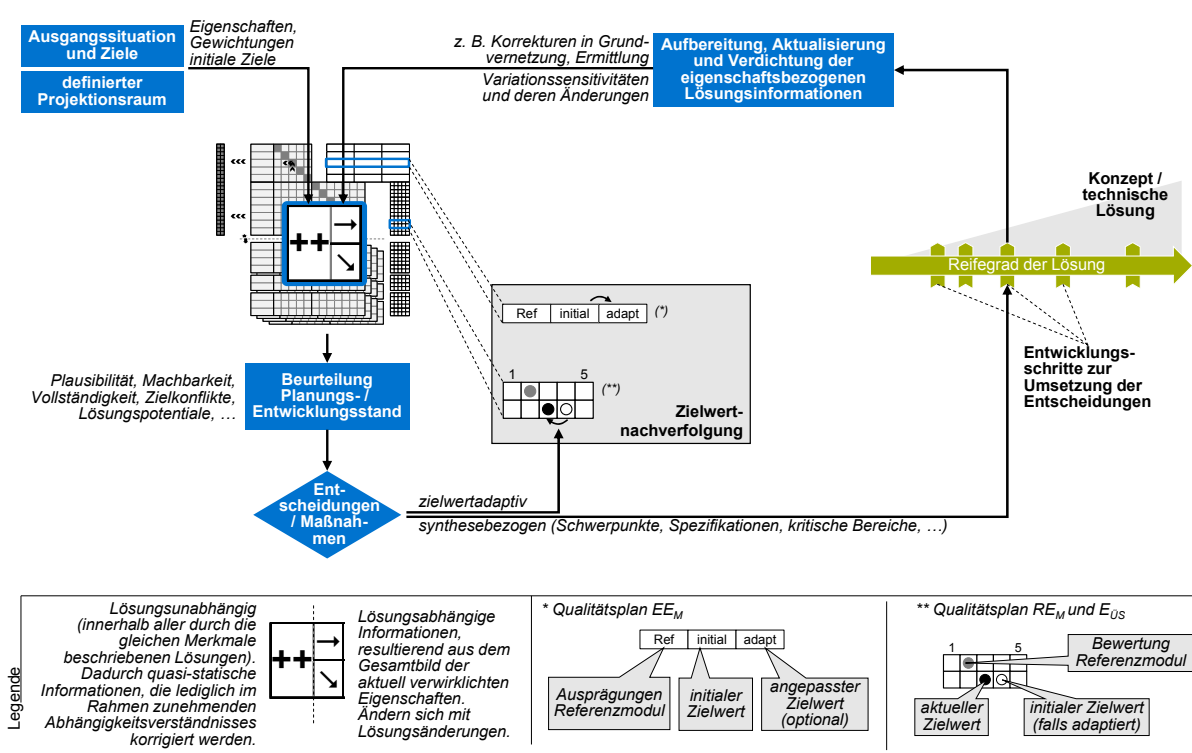 Ausgangssituation
und Ziele
definierter
Projektionsraum
Eigenschaften,
Gewichtungen
initiale Ziele
z. B. Korrekturen in Grund-
vernetzung, Ermittlung
Variationssensitivitäten
und deren Änderungen
Aufbereitung, Aktualisierung
und Verdichtung der
eigenschaftsbezogenen
Lösungsinformationen
Konzept /
technische
Lösung
Reifegrad der Lösung
Entwicklungs-
schritte zur
Umsetzung der
Entscheidungen
++
Ref initial adapt (*)
1 5
(**)
Zielwert-
nachverfolgung
Plausibilität, Machbarkeit,
Vollständigkeit, Zielkonflikte,
Lösungspotentiale, …
Beurteilung
Planungs- /
Entwicklungsstand
Ent-
scheidungen
/ Maßnah-
men
zielwertadaptiv
synthesebezogen (Schwerpunkte, Spezifikationen, kritische Bereiche, …)
Legende
Lösungsunabhängig
(innerhalb aller durch die
gleichen Merkmale
beschriebenen Lösungen).
Dadurch quasi-statische
Informationen, die lediglich im
Rahmen zunehmenden
Abhängigkeitsverständnisses
korrigiert werden.
++
Lösungsabhängige
Informationen,
resultierend aus dem
Gesamtbild der
aktuell verwirklichten
Eigenschaften.
Ändern sich mit
Lösungsänderungen.
* Qualitätsplan EE_M
Ref initial adapt
Ausprägungen
Referenzmodul
initialer
Zielwert
angepasster
Zielwert
(optional)
** Qualitätsplan RE_M und E_ÜS
1 5
Bewertung
Referenzmodul
aktueller
Zielwert
initialer Zielwert
(falls adaptiert)